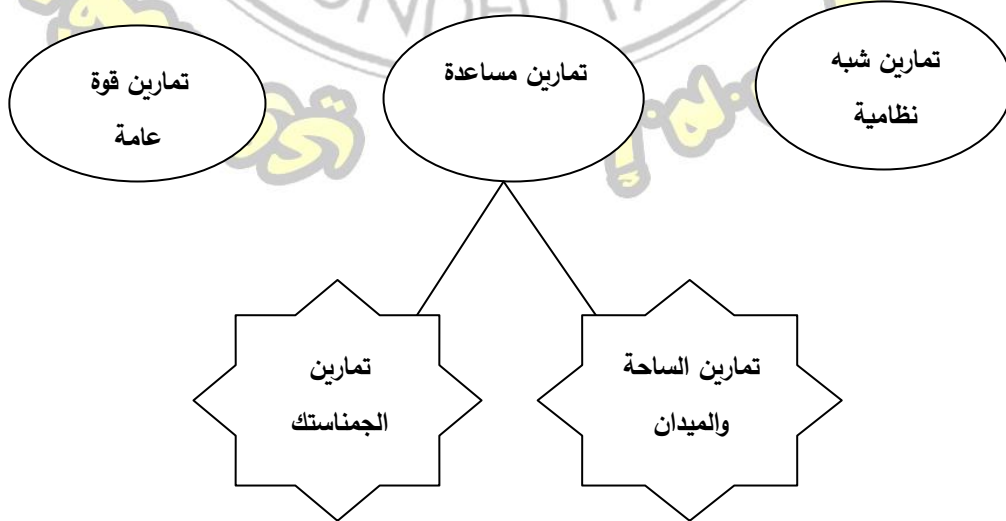 تمارين شبه
نظامية
تمارين مساعدة
تمارين قوة
عامة
تمارين الساحة
والميدان
تمارين
الجمناستك